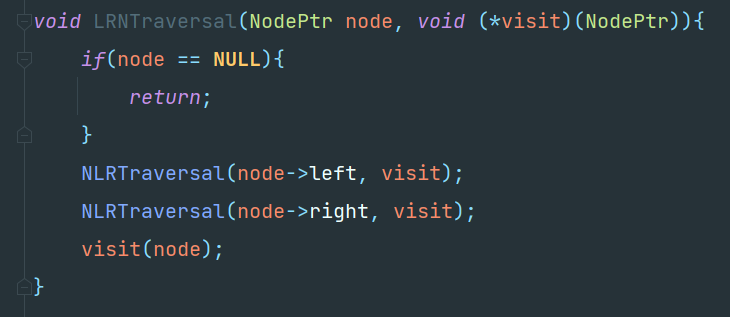 void LRNTraversal(NodePtr node, void (*visit)(NodePtr)){
    if(node == NULL){
        return;
    }
    NLRTraversal(node->left, visit);
    NLRTraversal(node->right, visit);
    visit(node);
}